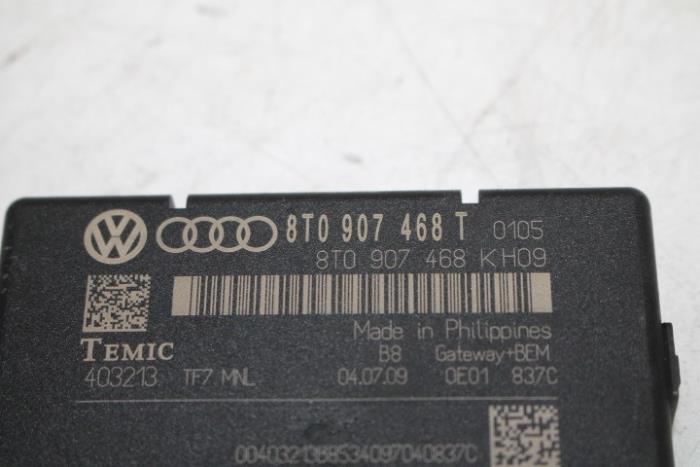 8T0 907 468 T 0105
8T0 907 468 KH09
Made in Philippines
TEMIC B8 Gateway+BEM
403213 TF7 MNL 04.07.09 0E01 837C